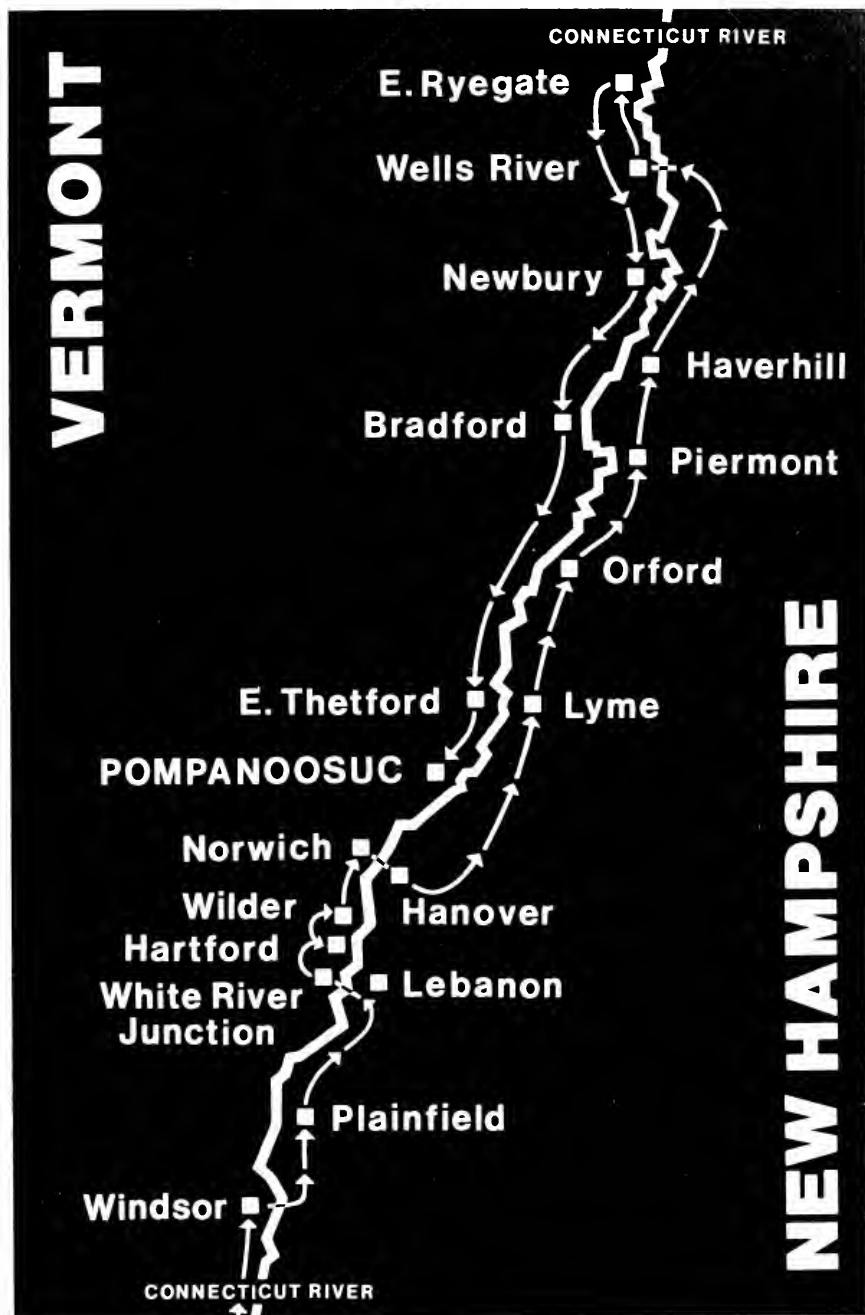 CONNECTICUT RIVER
VERMONT
E. Ryegate
Wells River
Newbury
Haverhill
Bradford
Piermont
Orford
NEW HAMPSHIRE
E. Thetford
Lyme
POMPANOOSUC
Norwich
Hanover
Wilder
Hartford
Lebanon
White River
Junction
Plainfield
Windsor
CONNECTICUT RIVER